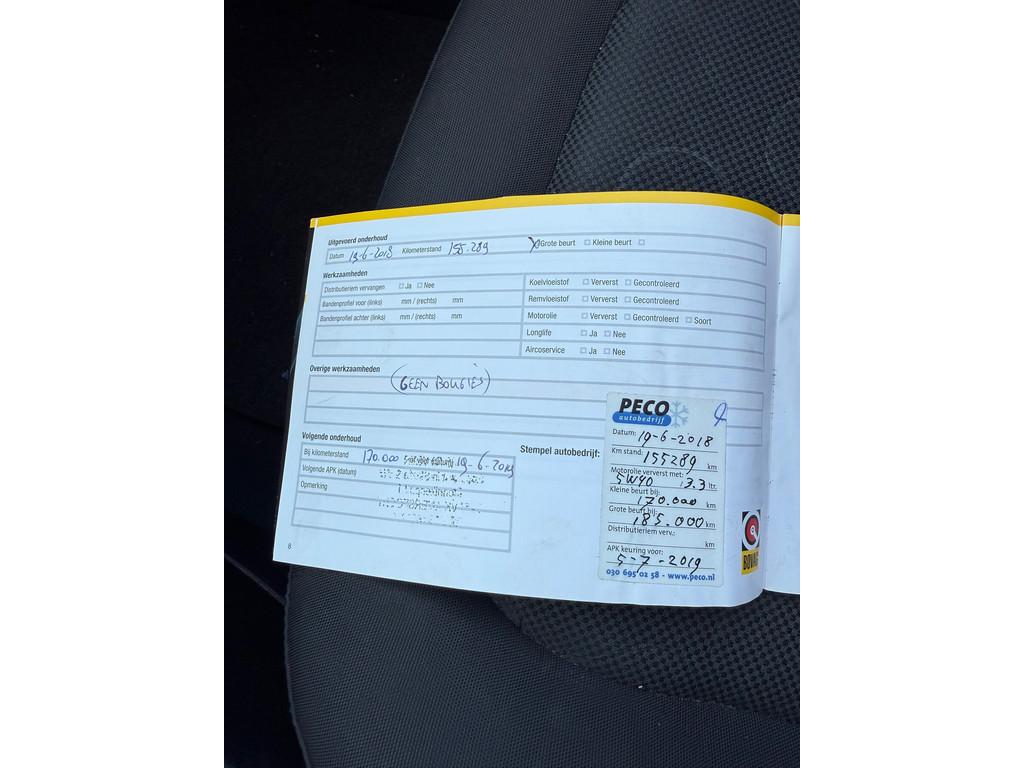 Uitgevoerd onderhoud
Datum 19-6-2018 Kilometerstand 155.289 X Grote beurt □ Kleine beurt □
Werkzaamheden
Distributieriem vervangen □ Ja □ Nee
Bandenprofiel voor (links) mm / (rechts) mm
Bandenprofiel achter (links) mm / (rechts) mm
Koelvloeistof □ Ververst □ Gecontroleerd
Remvloeistof □ Ververst □ Gecontroleerd
Motorolie □ Ververst □ Gecontroleerd □ Soort
Longlife □ Ja □ Nee
Aircoservice □ Ja □ Nee
Overige werkzaamheden
(GEEN BOUGIES)
Volgende onderhoud
Bij kilometerstand 170.000 19-6-2019
Volgende APK (datum)
Opmerking
8
Stempel autobedrijf:
PECO
autobedrijf
Datum: 19-6-2018
Km stand: 155289 km
Motorolie ververst met:
5W40 3.3 ltr.
Kleine beurt bij:
170.000 km
Grote beurt bij:
185.000 km
Distributieriem verv.:
km
APK keuring voor:
5-7-2019
030 695 02 58 - www.peco.nl
BOVAG